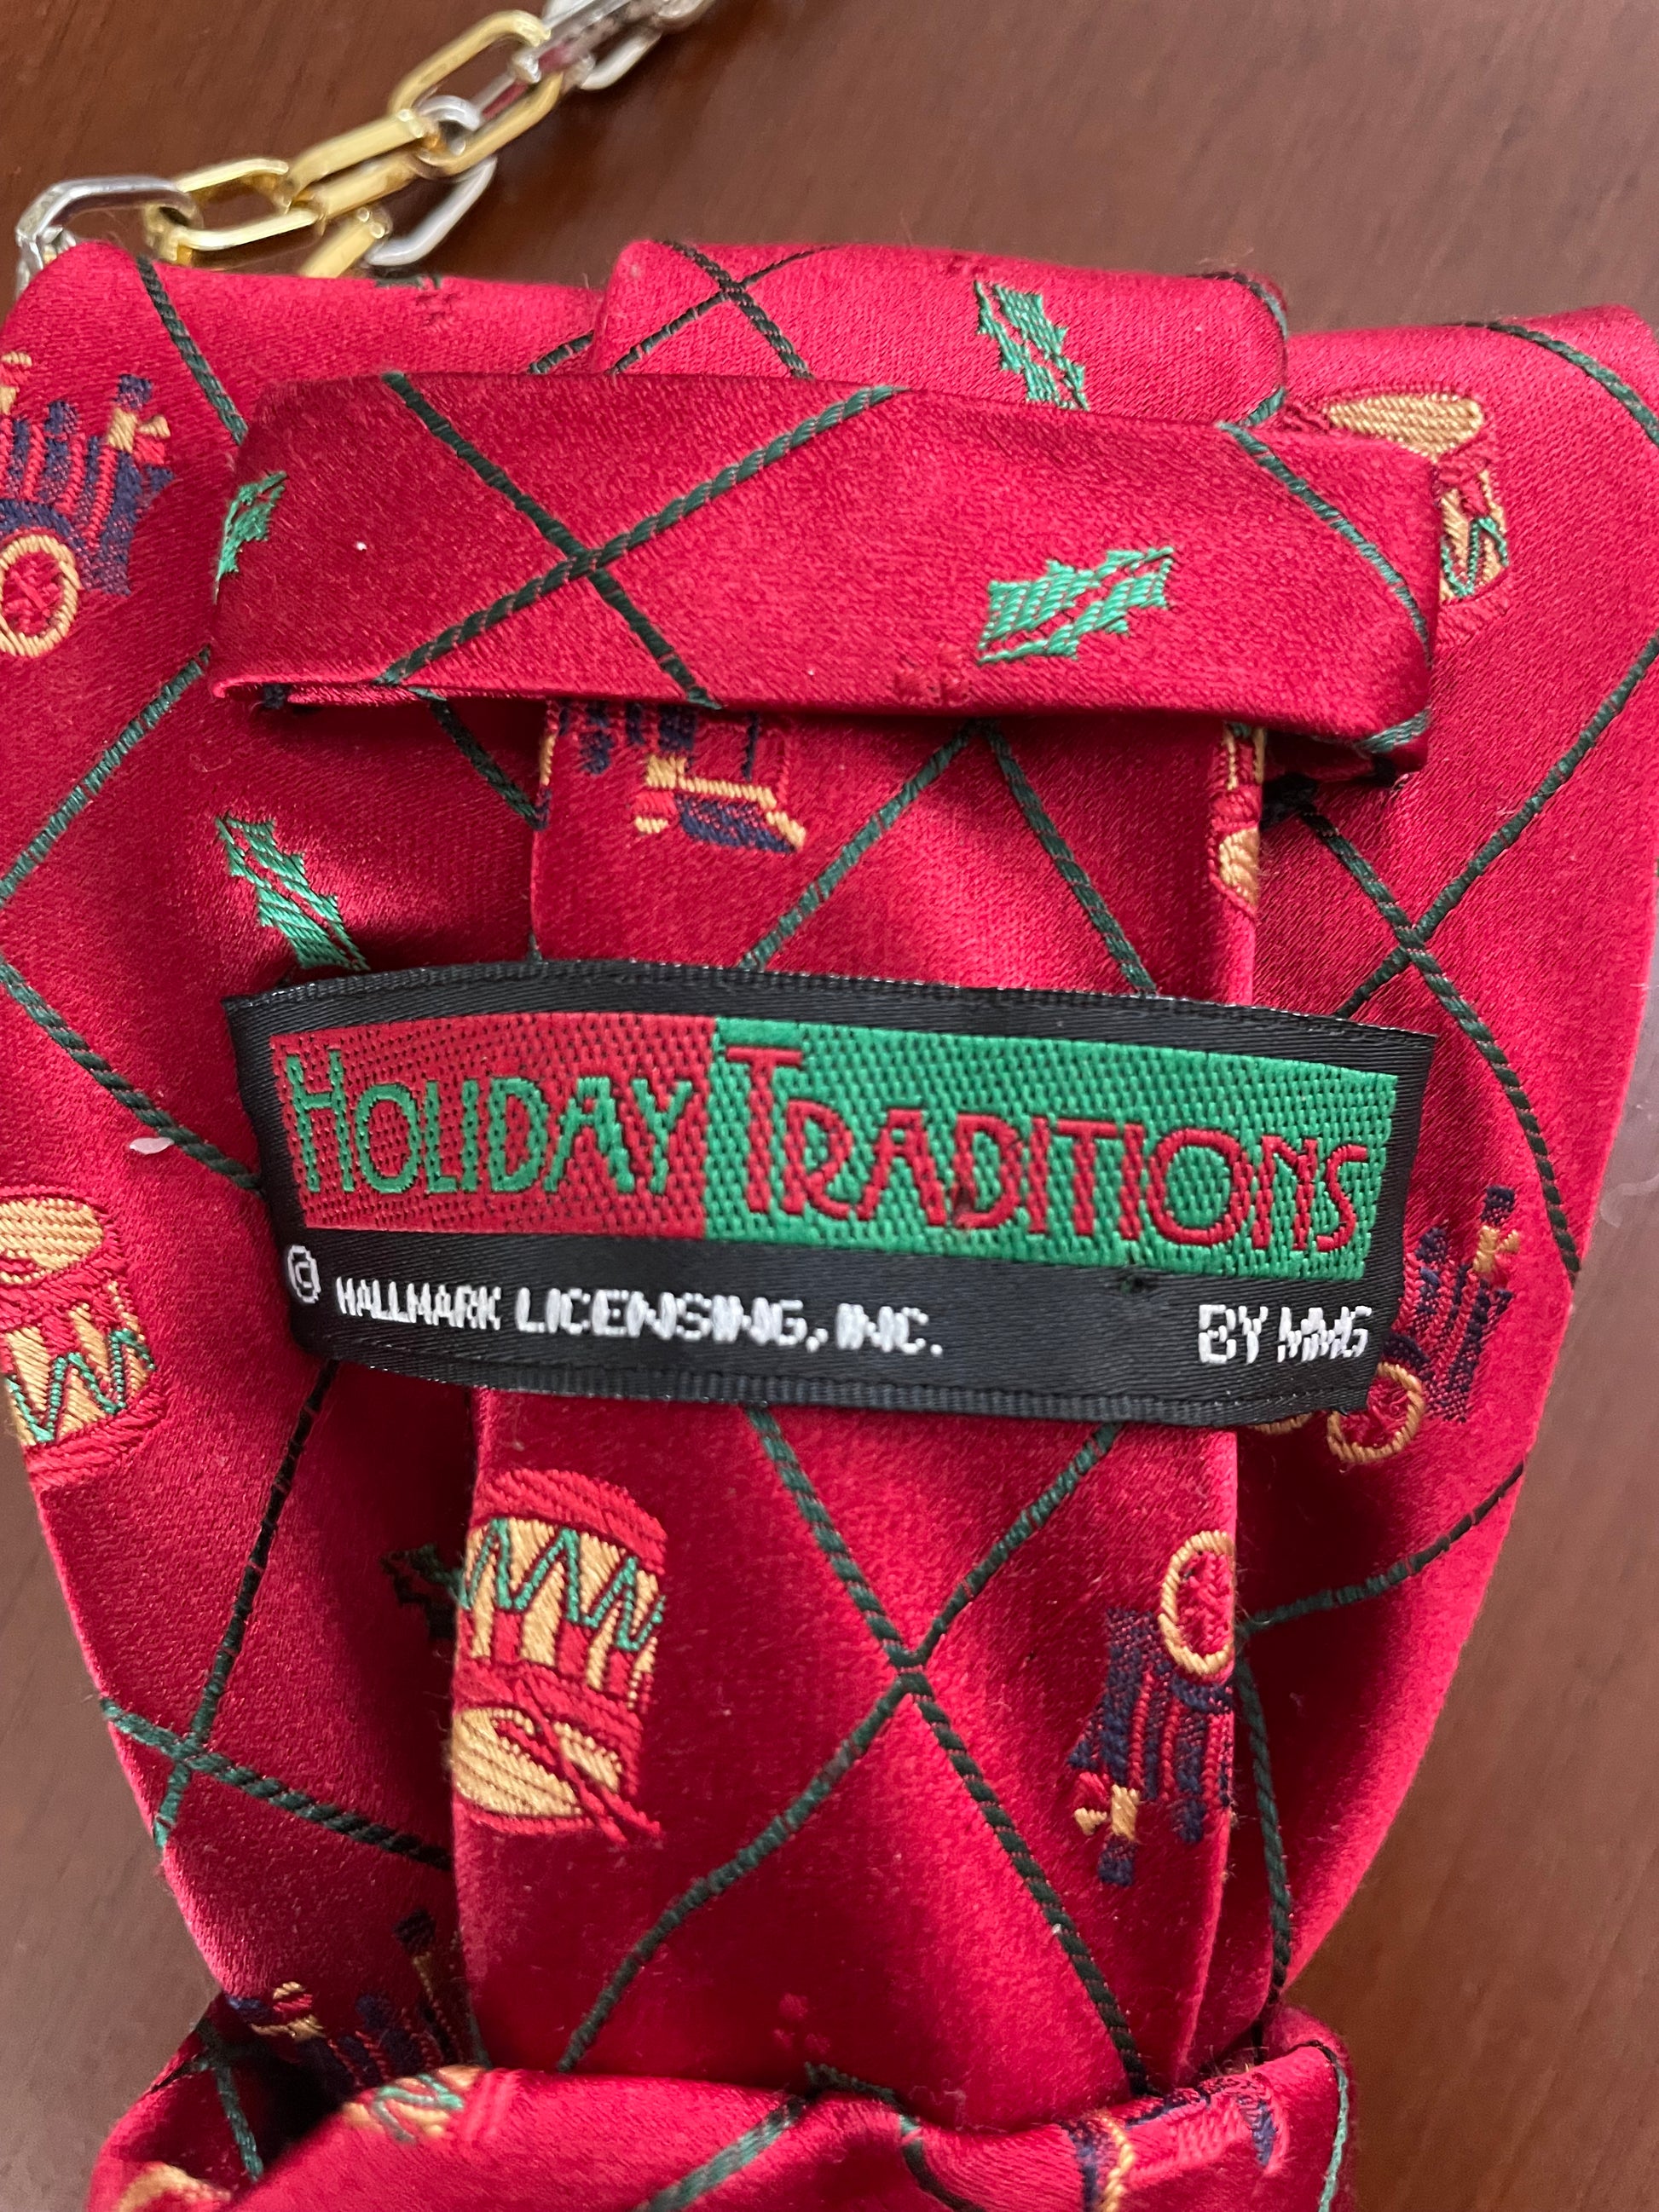 HOLIDAY TRADITIONS
© HALLMARK LICENSING, INC. BY MMG